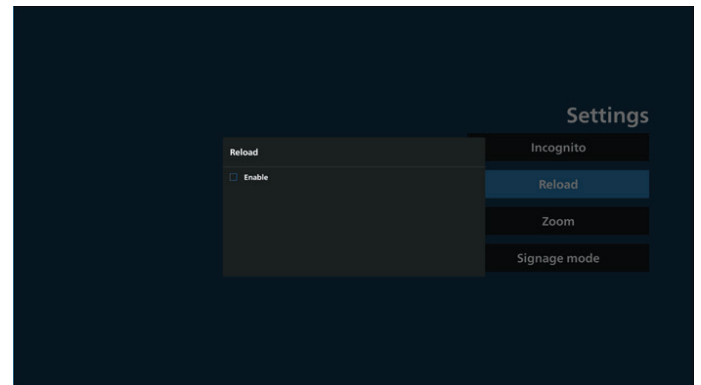 Settings
Incognito
Reload
Enable
Reload
Zoom
Signage mode